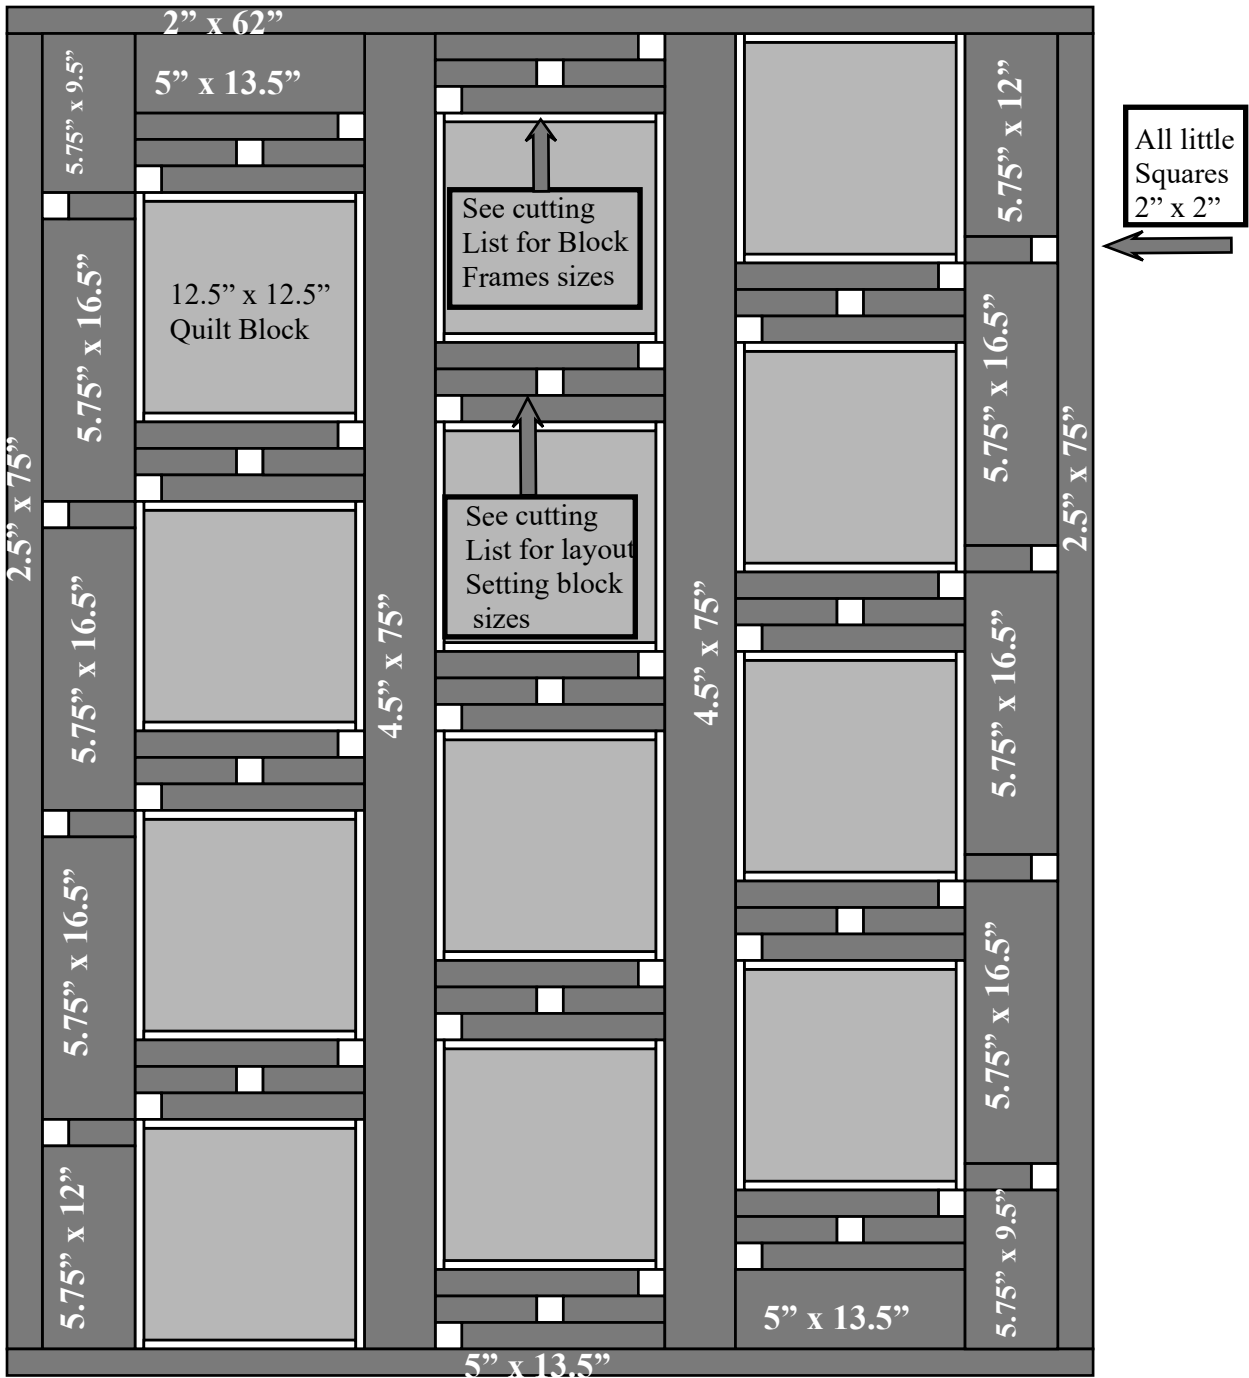 2” x 62”
5.75” x 9.5”
5” x 13.5”
5.75” x 12”
All little
Squares
2” x 2”
See cutting
List for Block
Frames sizes
12.5” x 12.5”
Quilt Block
5.75” x 16.5”
5.75” x 16.5”
2.5” x 75”
2.5” x 75”
See cutting
List for layout
Setting block
sizes
5.75” x 16.5”
4.5” x 75”
4.5” x 75”
5.75” x 16.5”
5.75” x 16.5”
5.75” x 16.5”
5.75” x 12”
5” x 13.5”
5.75” x 9.5”
5” x 13.5”